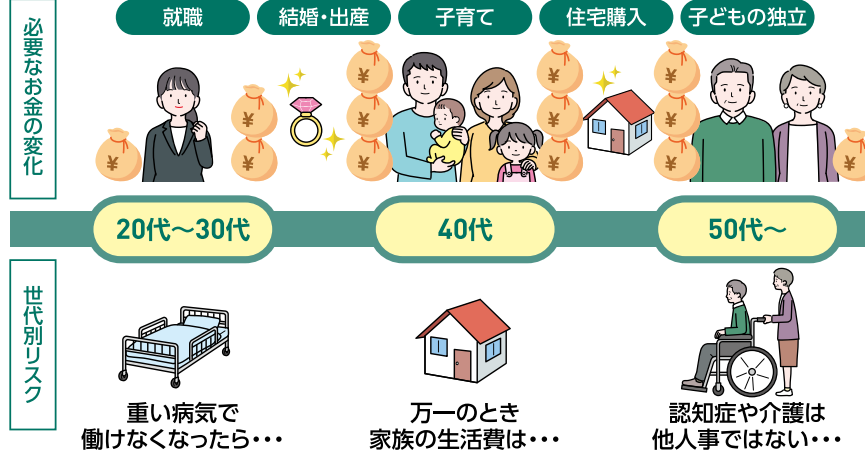 必要なお金の変化
就職
結婚・出産
子育て
住宅購入
子どもの独立
¥
¥
¥
¥
¥
¥
¥
¥
¥
¥
¥
¥
¥
20代～30代
40代
50代～
世代別リスク
重い病気で
働けなくなったら・・・
万一のとき
家族の生活費は・・・
認知症や介護は
他人事ではない・・・